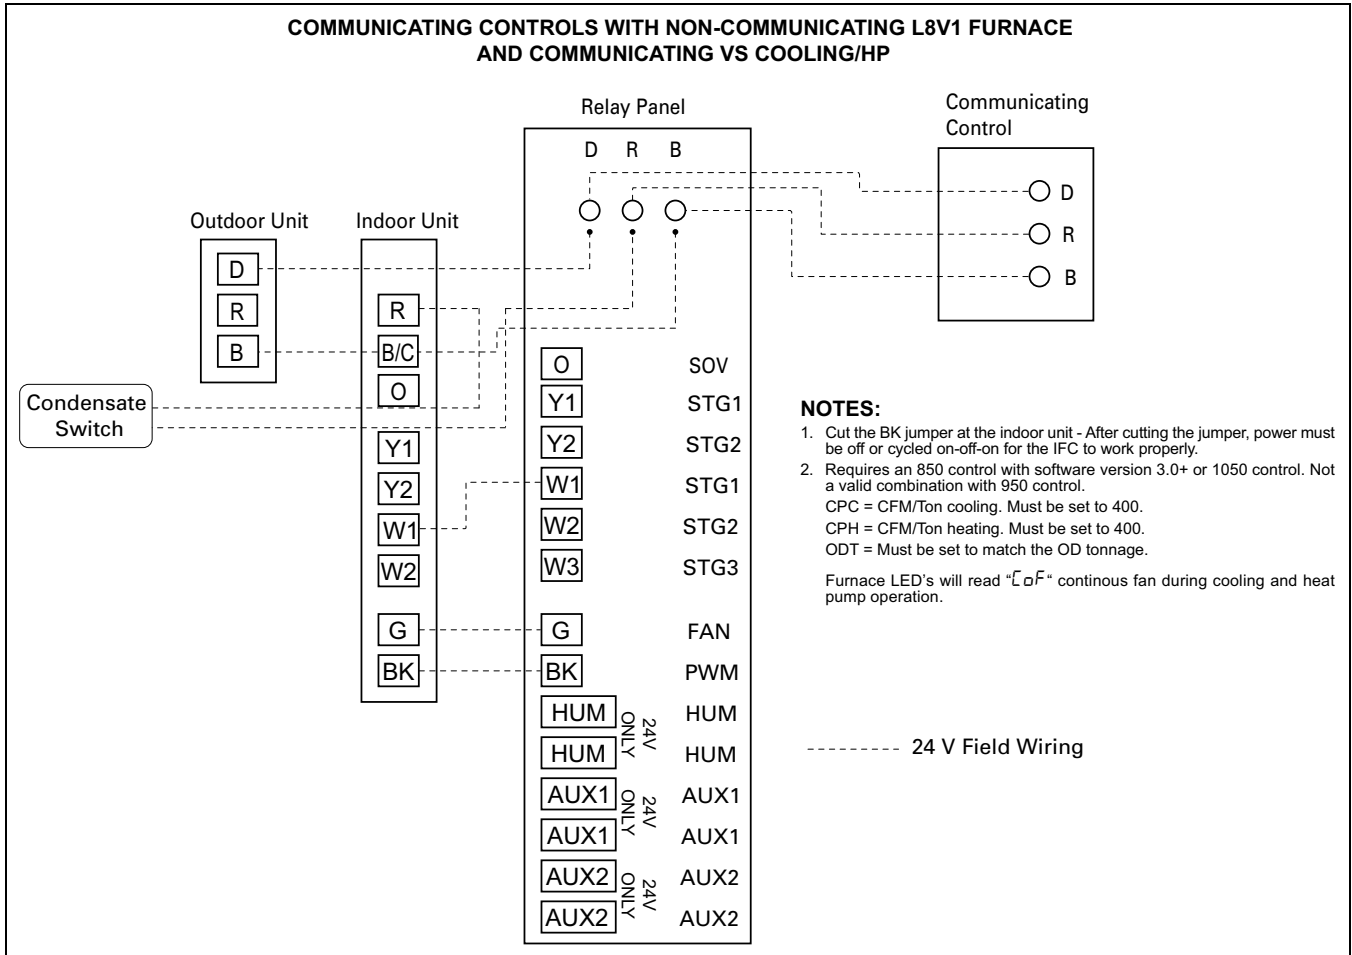 COMMUNICATING CONTROLS WITH NON-COMMUNICATING L8V1 FURNACE
AND COMMUNICATING VS COOLING/HP
Relay Panel
Communicating
Control
D R B
D
R
B
Outdoor Unit
D
R
B
Indoor Unit
R
B/C
O
Y1
Y2
W1
W2
G
BK
Condensate
Switch
O SOV
Y1 STG1
Y2 STG2
W1 STG1
W2 STG2
W3 STG3
G FAN
BK PWM
HUM HUM
HUM HUM
24V
ONLY
AUX1 AUX1
AUX1 AUX1
24V
ONLY
AUX2 AUX2
AUX2 AUX2
24V
ONLY
NOTES:
1. Cut the BK jumper at the indoor unit - After cutting the jumper, power must
be off or cycled on-off-on for the IFC to work properly.
2. Requires an 850 control with software version 3.0+ or 1050 control. Not
a valid combination with 950 control.
CPC = CFM/Ton cooling. Must be set to 400.
CPH = CFM/Ton heating. Must be set to 400.
ODT = Must be set to match the OD tonnage.
Furnace LED's will read “CoF“ continous fan during cooling and heat
pump operation.
24 V Field Wiring